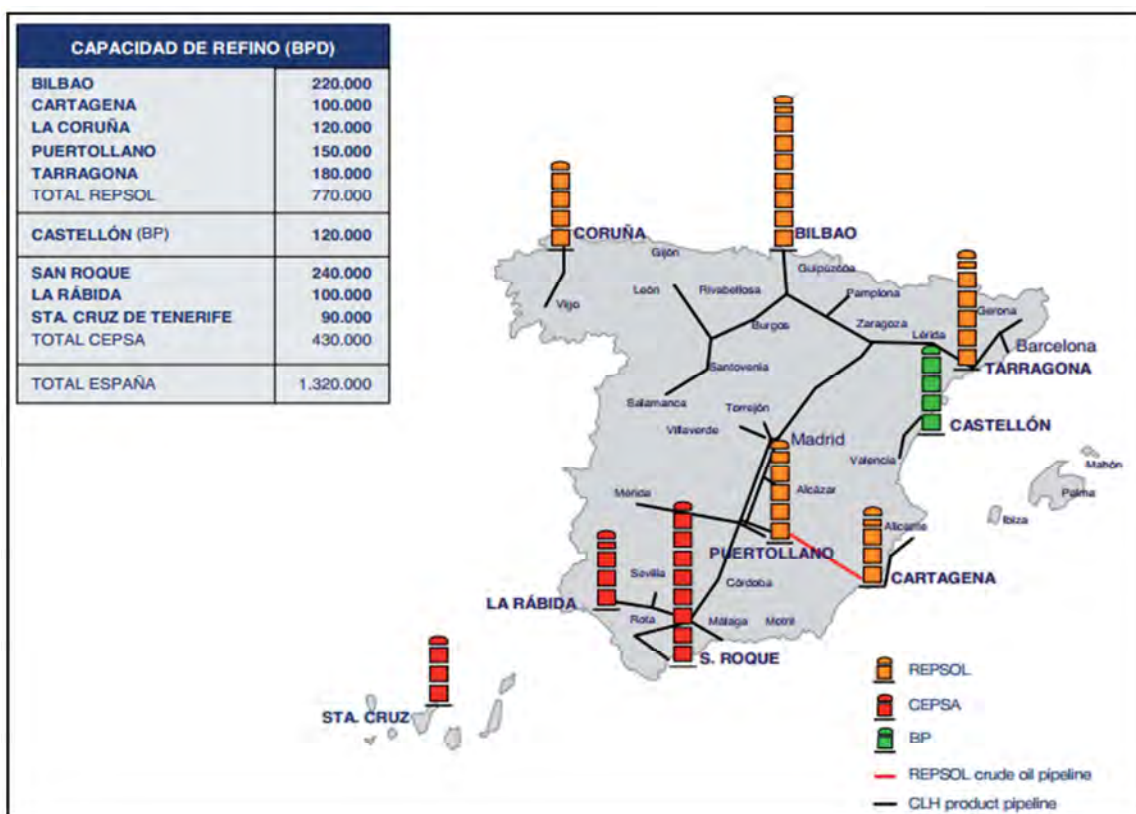 CAPACIDAD DE REFINO (BPD)
BILBAO 220.000
CARTAGENA 100.000
LA CORUÑA 120.000
PUERTOLLANO 150.000
TARRAGONA 180.000
TOTAL REPSOL 770.000
CASTELLÓN (BP) 120.000
SAN ROQUE 240.000
LA RÁBIDA 100.000
STA. CRUZ DE TENERIFE 90.000
TOTAL CEPSA 430.000
TOTAL ESPAÑA 1.320.000
CORUÑA
BILBAO
Gijón
Guipúzcoa
León
Rivabellosa
Pamplona
Vigo
Burgos
Zaragoza
Gerona
Lérida
Barcelona
TARRAGONA
Santovenia
Salamanca
Torrejón
Villaverde
Madrid
CASTELLÓN
Valencia
Mahón
Palma
Ibiza
Mérida
Alcázar
Alicante
PUERTOLLANO
CARTAGENA
Córdoba
Sevilla
LA RÁBIDA
Rota
Málaga
Motril
S. ROQUE
STA. CRUZ
REPSOL
CEPSA
BP
REPSOL crude oil pipeline
CLH product pipeline